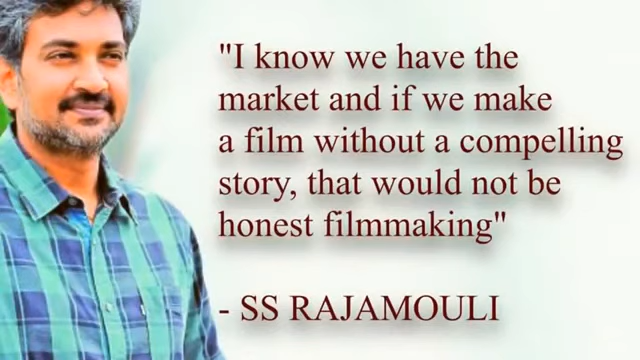 "I know we have the
market and if we make
a film without a compelling
story, that would not be
honest filmmaking"
- SS RAJAMOULI